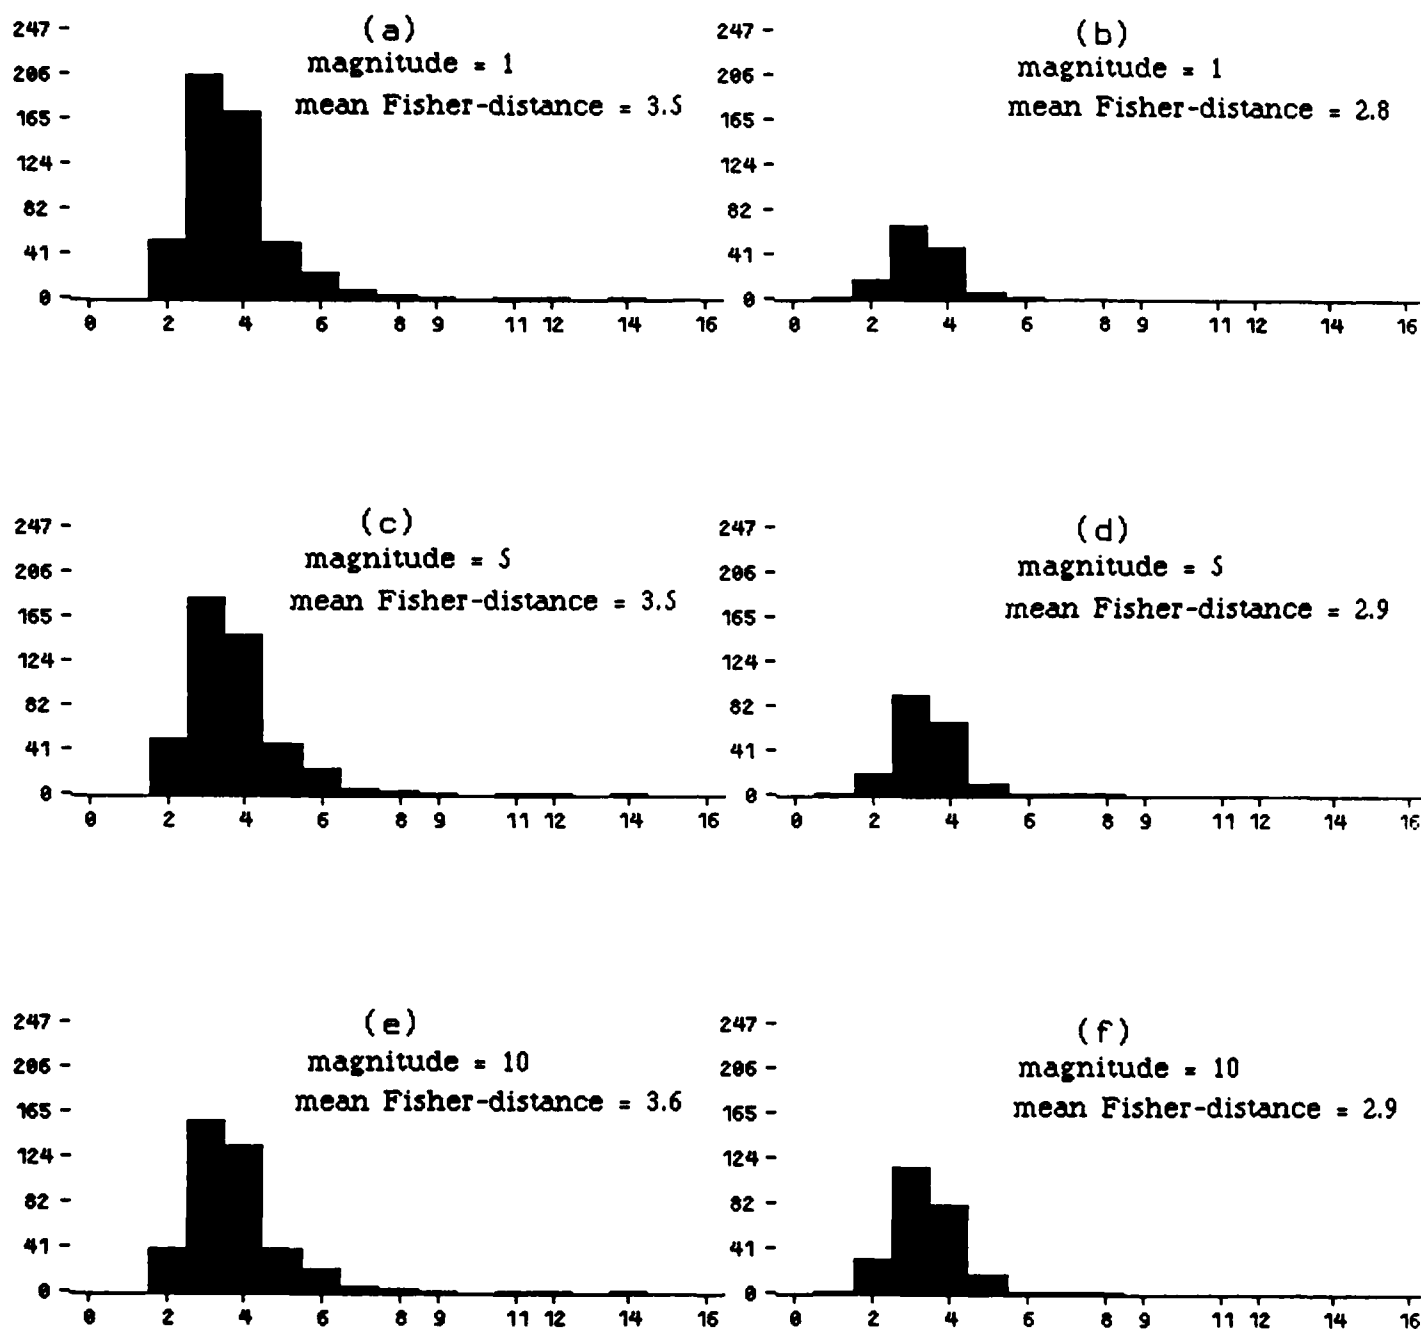 (a)
magnitude = 1
mean Fisher-distance = 3.5
247
206
165
124
82
41
0
0 2 4 6 8 9 11 12 14 16
(b)
magnitude = 1
mean Fisher-distance = 2.8
247
206
165
124
82
41
0
0 2 4 6 8 9 11 12 14 16
(c)
magnitude = 5
mean Fisher-distance = 3.5
247
206
165
124
82
41
0
0 2 4 6 8 9 11 12 14 16
(d)
magnitude = 5
mean Fisher-distance = 2.9
247
206
165
124
82
41
0
0 2 4 6 8 9 11 12 14 16
(e)
magnitude = 10
mean Fisher-distance = 3.6
247
206
165
124
82
41
0
0 2 4 6 8 9 11 12 14 16
(f)
magnitude = 10
mean Fisher-distance = 2.9
247
206
165
124
82
41
0
0 2 4 6 8 9 11 12 14 16